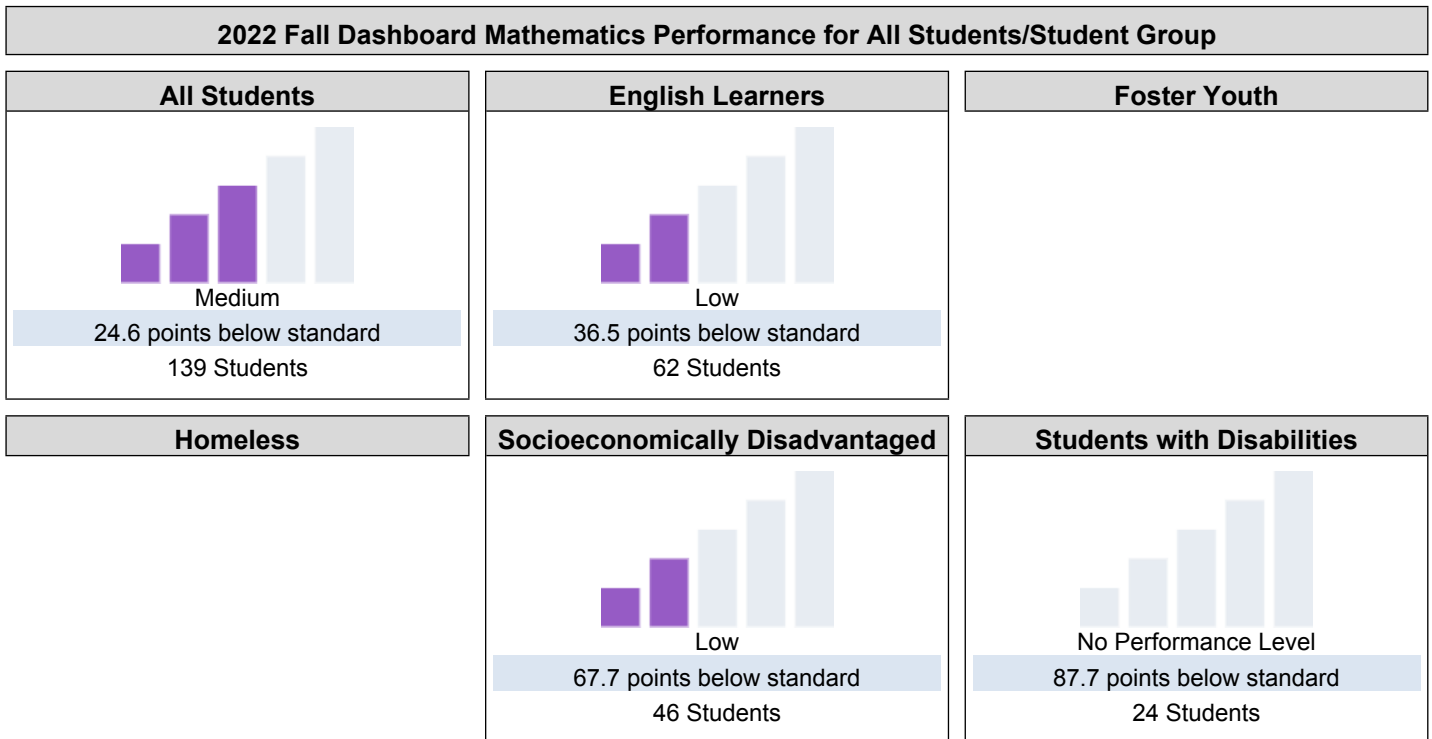 2022 Fall Dashboard Mathematics Performance for All Students/Student Group
All Students
Medium
24.6 points below standard
139 Students
English Learners
Low
36.5 points below standard
62 Students
Foster Youth
Homeless
Socioeconomically Disadvantaged
Low
67.7 points below standard
46 Students
Students with Disabilities
No Performance Level
87.7 points below standard
24 Students